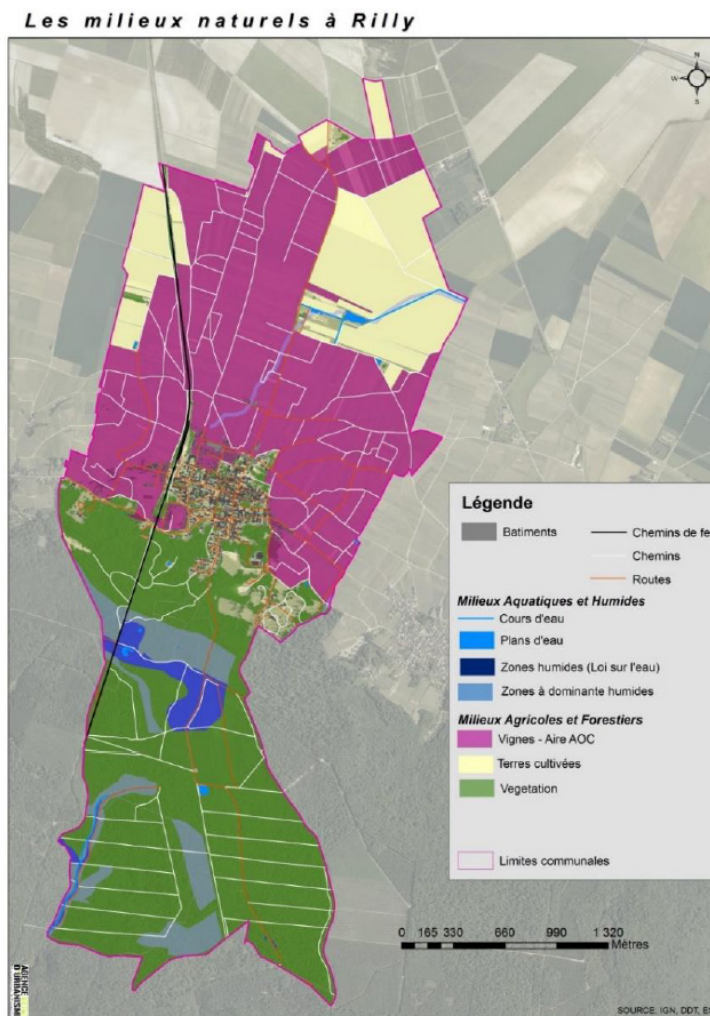 Les milieux naturels à Rilly
N
W
E
S
Légende
Batiments
Chemins de fe
Chemins
Routes
Milieux Aquatiques et Humides
Cours d'eau
Plans d'eau
Zones humides (Loi sur l'eau)
Zones à dominante humides
Milieux Agricoles et Forestiers
Vignes - Aire AOC
Terres cultivées
Vegetation
Limites communales
0 165 330 660 990 1 320
Mètres
AGENCE
D'URBANISM
SOURCE: IGN, DDT, E